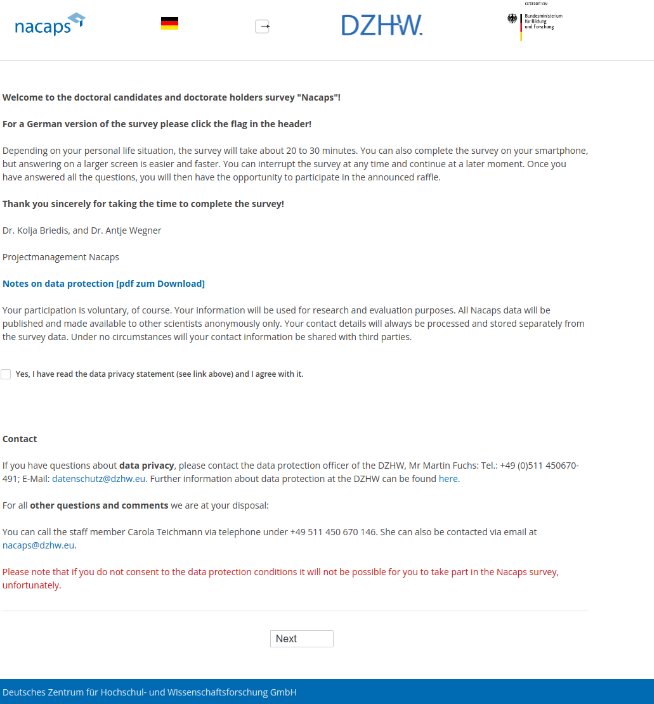 nacaps
DZHW.
Bundesministerium
für Bildung
und Forschung
Welcome to the doctoral candidates and doctorate holders survey "Nacaps"!
For a German version of the survey please click the flag in the header!
Depending on your personal life situation, the survey will take about 20 to 30 minutes. You can also complete the survey on your smartphone,
but answering on a larger screen is easier and faster. You can interrupt the survey at any time and continue at a later moment. Once you
have answered all the questions, you will then have the opportunity to participate in the announced raffle.
Thank you sincerely for taking the time to complete the survey!
Dr. Kolja Briedis, and Dr. Antje Wegner
Projectmanagement Nacaps
Notes on data protection [pdf zum Download]
Your participation is voluntary, of course. Your information will be used for research and evaluation purposes. All Nacaps data will be
published and made available to other scientists anonymously only. Your contact details will always be processed and stored separately from
the survey data. Under no circumstances will your contact information be shared with third parties.
Yes, I have read the data privacy statement (see link above) and I agree with it.
Contact
If you have questions about data privacy, please contact the data protection officer of the DZHW, Mr Martin Fuchs: Tel.: +49 (0)511 450670-
491; E-Mail: datenschutz@dzhw.eu. Further information about data protection at the DZHW can be found here.
For all other questions and comments we are at your disposal:
You can call the staff member Carola Teichmann via telephone under +49 511 450 670 146. She can also be contacted via email at
nacaps@dzhw.eu.
Please note that if you do not consent to the data protection conditions it will not be possible for you to take part in the Nacaps survey,
unfortunately.
Next
Deutsches Zentrum für Hochschul- und Wissenschaftsforschung GmbH